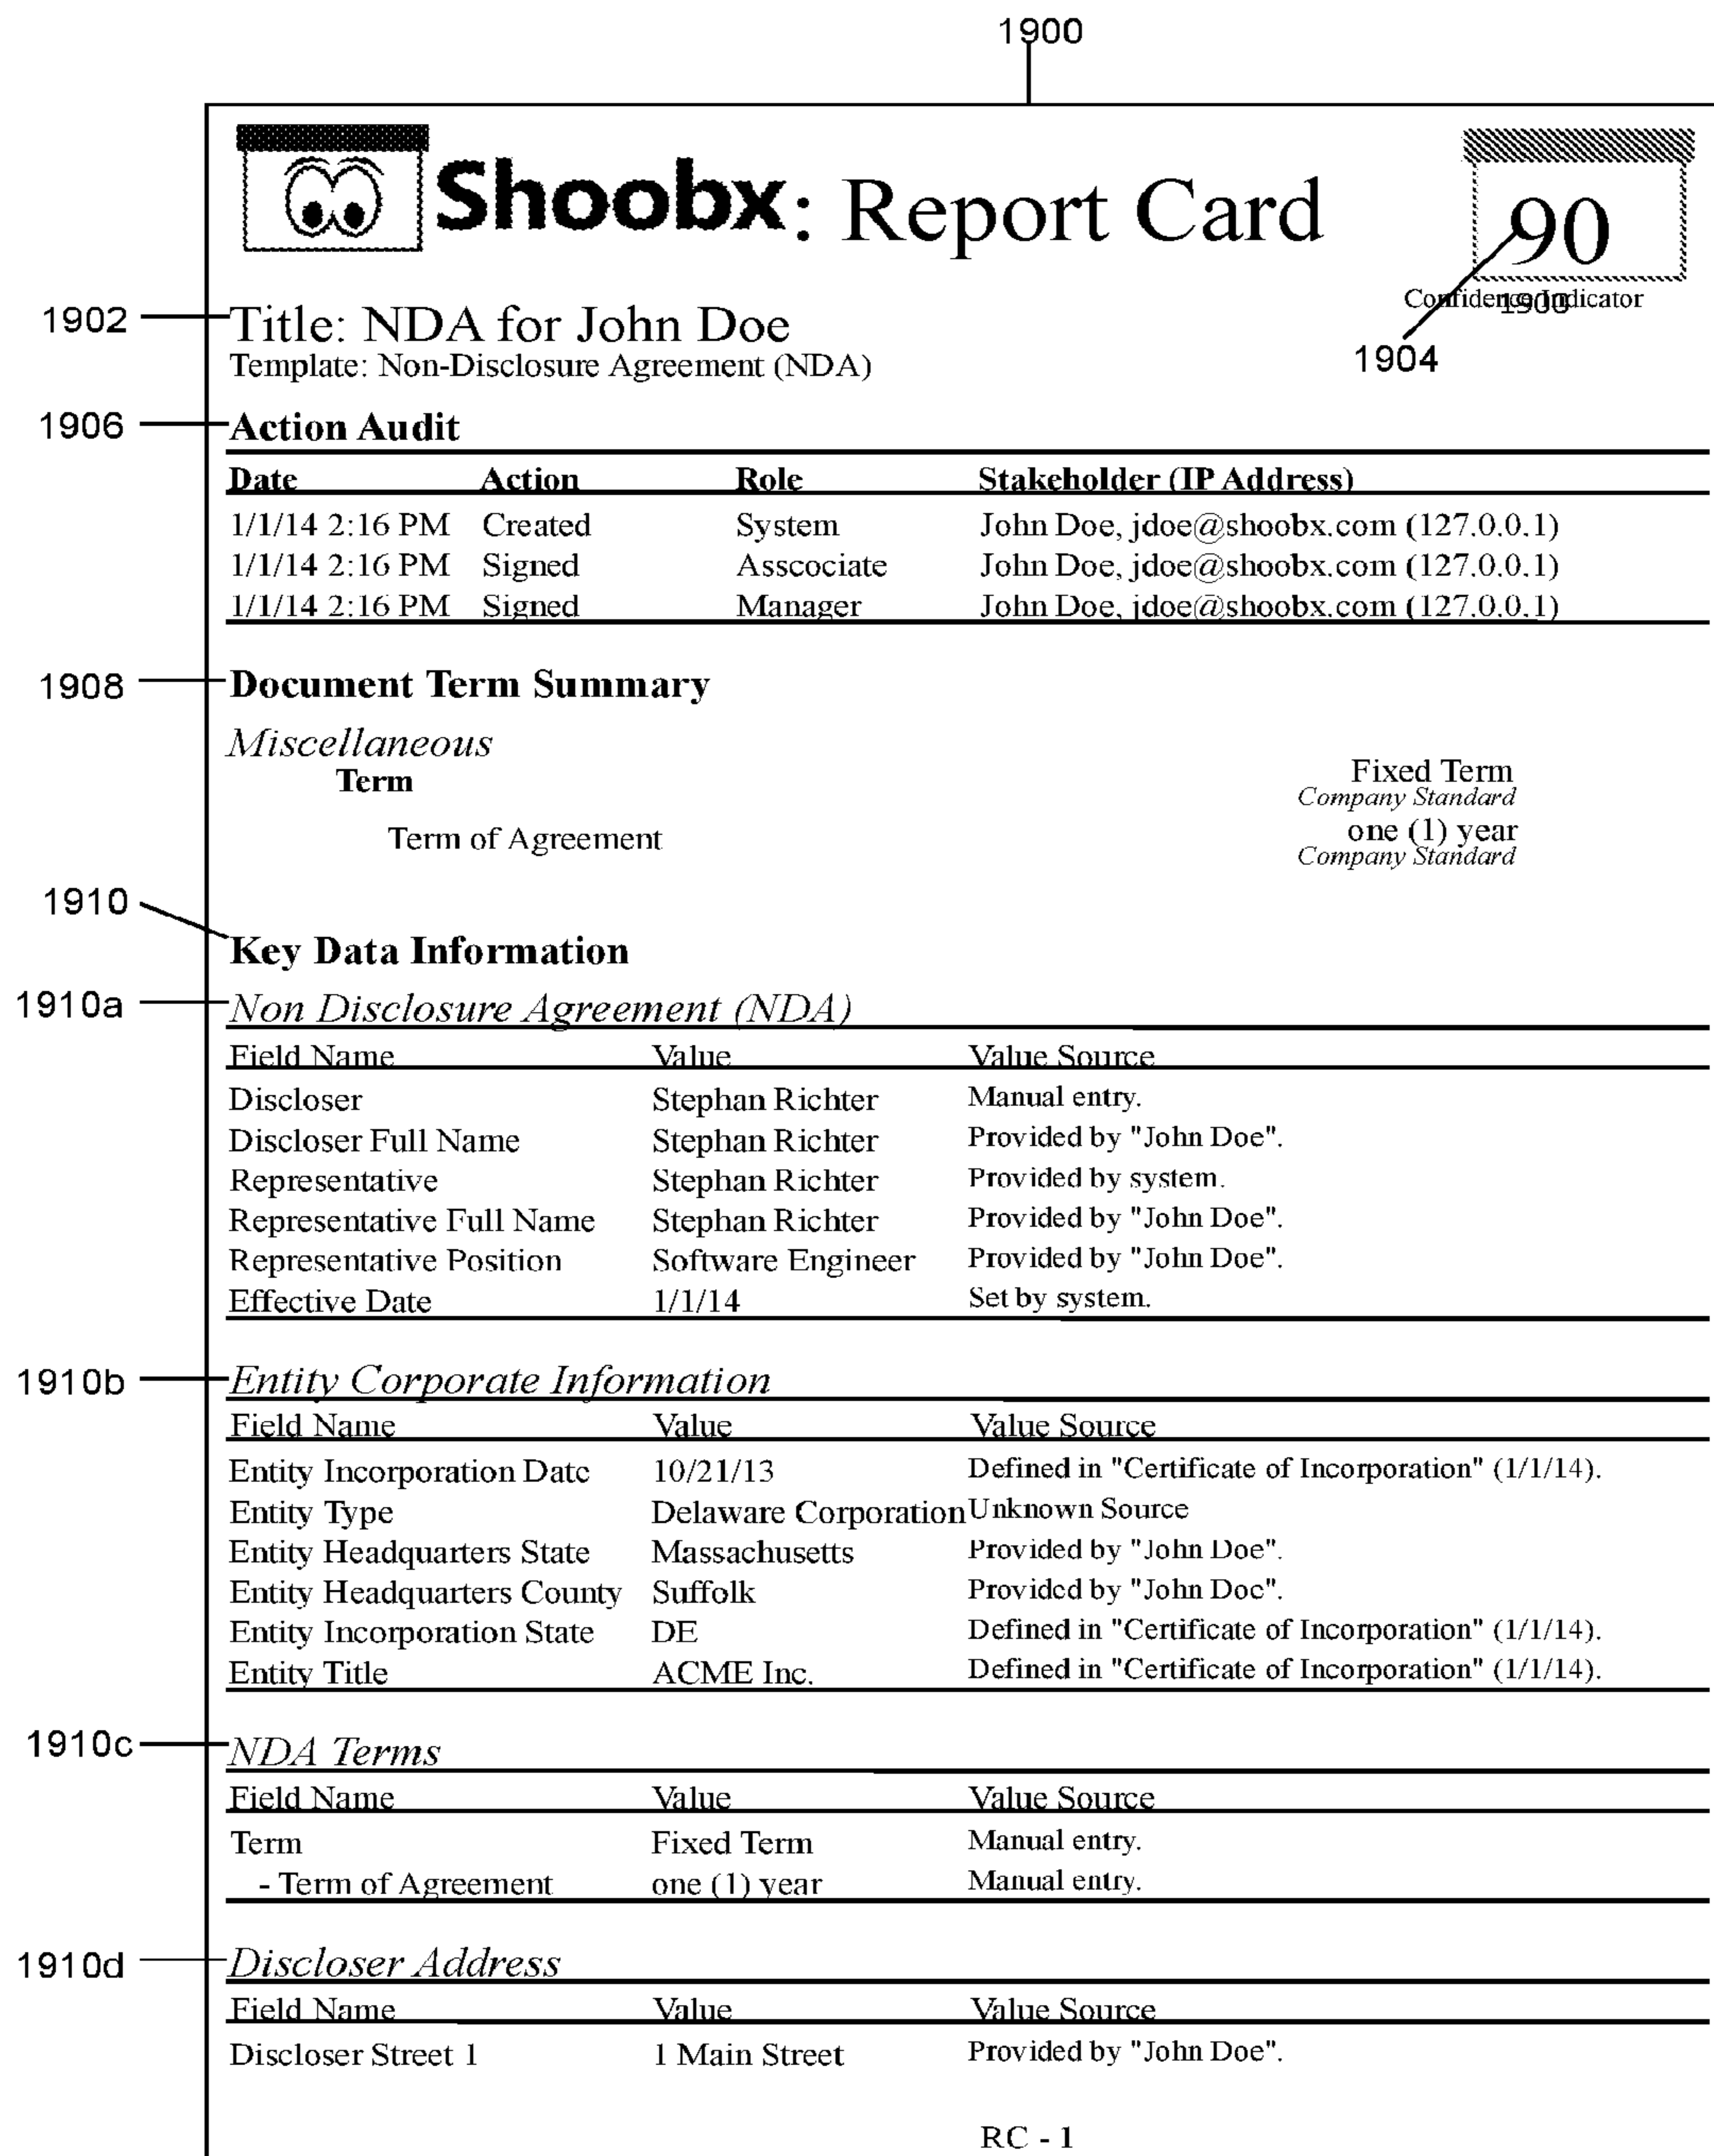 1900
Shoobx: Report Card
90
Confidence Indicator
1902
Title: NDA for John Doe
Template: Non-Disclosure Agreement (NDA)
1904
1906
Action Audit
Date Action Role Stakeholder (IP Address)
1/1/14 2:16 PM Created System John Doe, jdoe@shoobx.com (127.0.0.1)
1/1/14 2:16 PM Signed Asscociate John Doe, jdoe@shoobx.com (127.0.0.1)
1/1/14 2:16 PM Signed Manager John Doe, jdoe@shoobx.com (127.0.0.1)
1908
Document Term Summary
Miscellaneous
Term Fixed Term
Company Standard
Term of Agreement one (1) year
Company Standard
1910
Key Data Information
1910a
Non Disclosure Agreement (NDA)
Field Name Value Value Source
Discloser Stephan Richter Manual entry.
Discloser Full Name Stephan Richter Provided by "John Doe".
Representative Stephan Richter Provided by system.
Representative Full Name Stephan Richter Provided by "John Doe".
Representative Position Software Engineer Provided by "John Doe".
Effective Date 1/1/14 Set by system.
1910b
Entity Corporate Information
Field Name Value Value Source
Entity Incorporation Date 10/21/13 Defined in "Certificate of Incorporation" (1/1/14).
Entity Type Delaware Corporation Unknown Source
Entity Headquarters State Massachusetts Provided by "John Doe".
Entity Headquarters County Suffolk Provided by "John Doe".
Entity Incorporation State DE Defined in "Certificate of Incorporation" (1/1/14).
Entity Title ACME Inc. Defined in "Certificate of Incorporation" (1/1/14).
1910c
NDA Terms
Field Name Value Value Source
Term Fixed Term Manual entry.
- Term of Agreement one (1) year Manual entry.
1910d
Discloser Address
Field Name Value Value Source
Discloser Street 1 1 Main Street Provided by "John Doe".
RC - 1